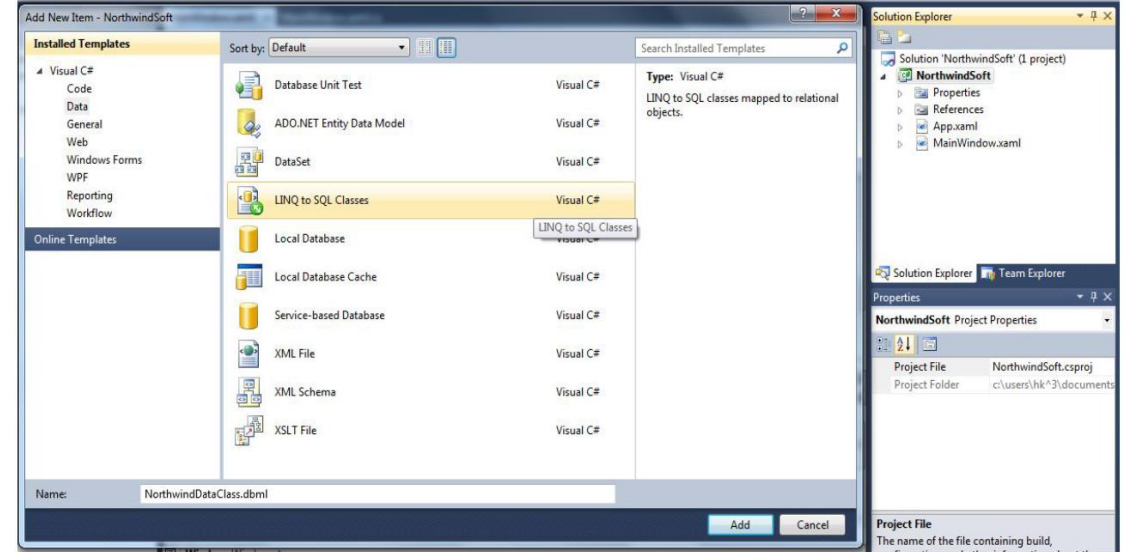 Add New Item - NorthwindSoft
Installed Templates
Visual C#
Code
Data
General
Web
Windows Forms
WPF
Reporting
Workflow
Online Templates
Sort by: Default
Search Installed Templates
Database Unit Test Visual C#
ADO.NET Entity Data Model Visual C#
DataSet Visual C#
LINQ to SQL Classes Visual C#
LINQ to SQL Classes
Local Database Visual C#
Local Database Cache Visual C#
Service-based Database Visual C#
XML File Visual C#
XML Schema Visual C#
XSLT File Visual C#
Type: Visual C#
LINQ to SQL classes mapped to relational
objects.
Name: NorthwindDataClass.dbml
Add Cancel
Solution Explorer
Solution 'NorthwindSoft' (1 project)
NorthwindSoft
Properties
References
App.xaml
MainWindow.xaml
Solution Explorer Team Explorer
Properties
NorthwindSoft Project Properties
Project File NorthwindSoft.csproj
Project Folder c:\users\hk^3\documents
Project File
The name of the file containing build,